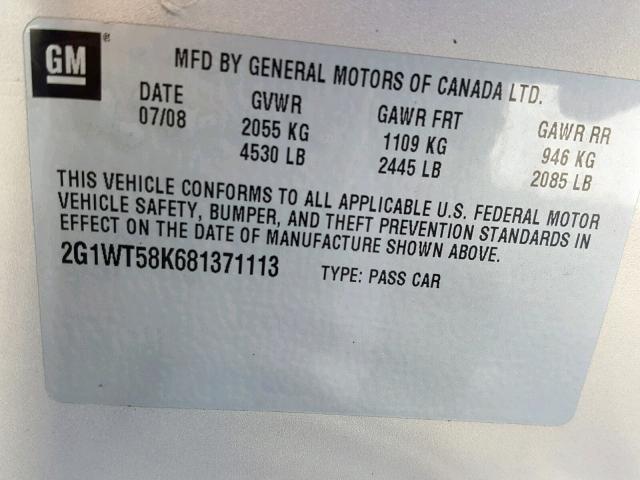 GM®
MFD BY GENERAL MOTORS OF CANADA LTD.
DATE GVWR GAWR FRT GAWR RR
07/08 2055 KG 1109 KG 946 KG
4530 LB 2445 LB 2085 LB
THIS VEHICLE CONFORMS TO ALL APPLICABLE U.S. FEDERAL MOTOR
VEHICLE SAFETY, BUMPER, AND THEFT PREVENTION STANDARDS IN
EFFECT ON THE DATE OF MANUFACTURE SHOWN ABOVE.
2G1WT58K681371113 TYPE: PASS CAR